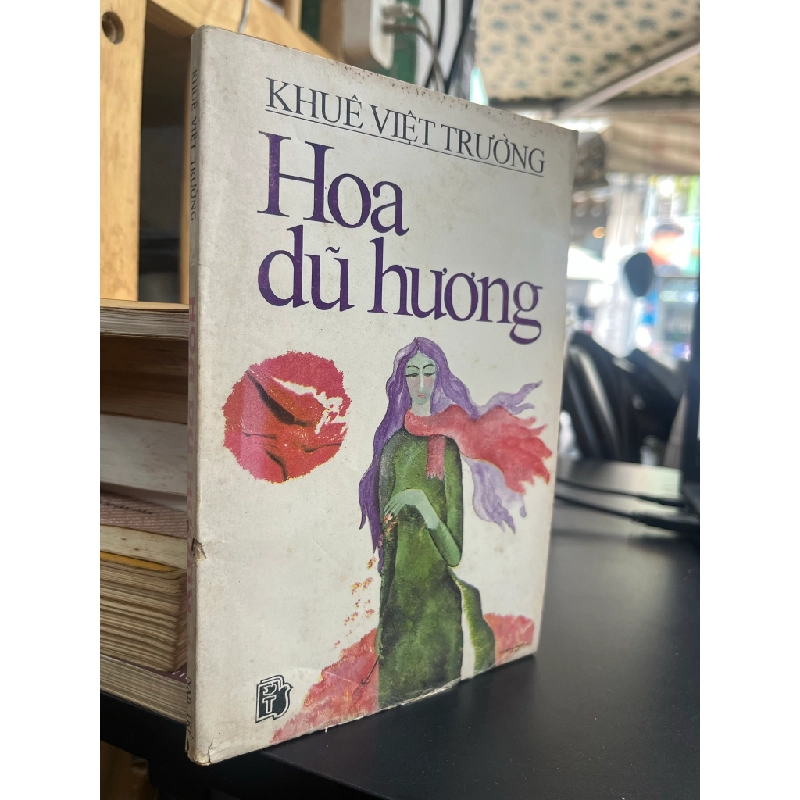 KHUÊ VIỆT TRƯỜNG
Hoa
dũ hương
KHUÊ VIỆT TRƯỜNG